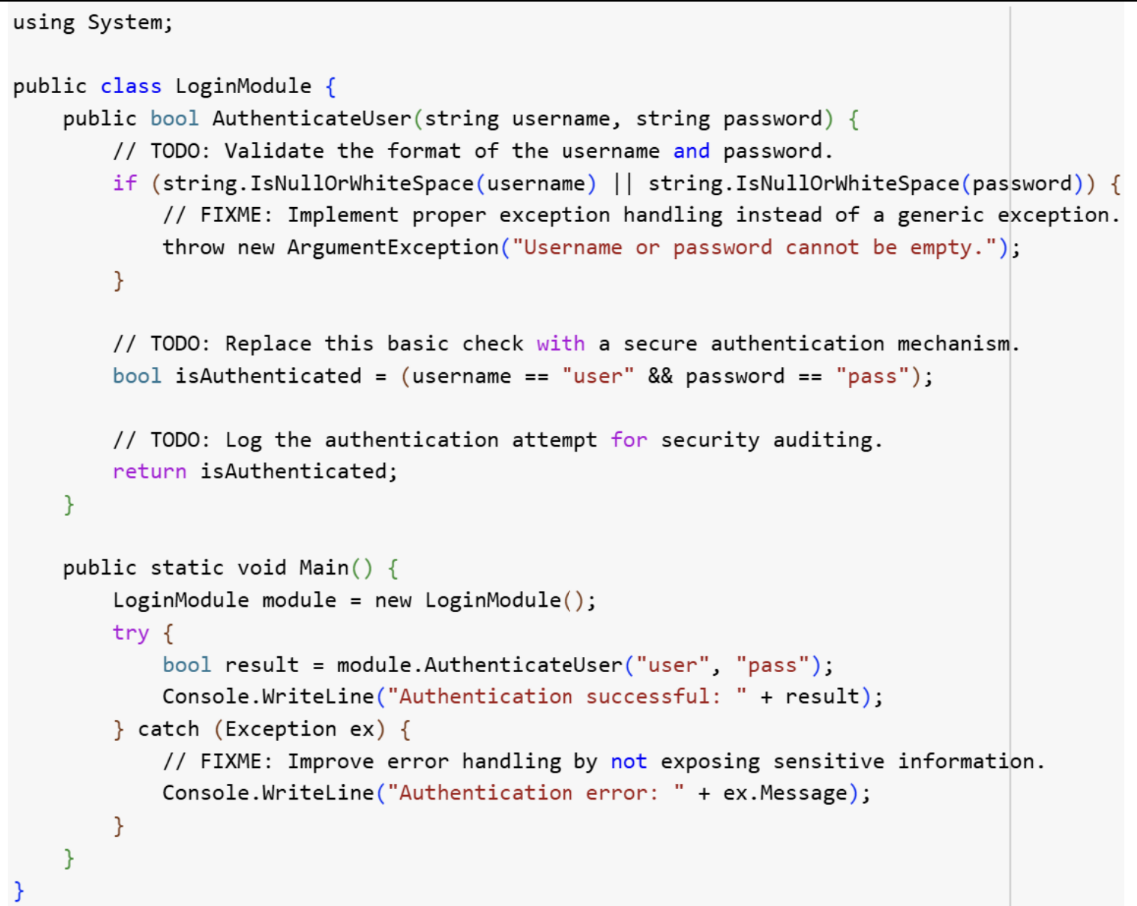 using System;

public class LoginModule {
    public bool AuthenticateUser(string username, string password) {
        // TODO: Validate the format of the username and password.
        if (string.IsNullOrWhiteSpace(username) || string.IsNullOrWhiteSpace(password)) {
            // FIXME: Implement proper exception handling instead of a generic exception.
            throw new ArgumentException("Username or password cannot be empty.");
        }

        // TODO: Replace this basic check with a secure authentication mechanism.
        bool isAuthenticated = (username == "user" && password == "pass");

        // TODO: Log the authentication attempt for security auditing.
        return isAuthenticated;
    }

    public static void Main() {
        LoginModule module = new LoginModule();
        try {
            bool result = module.AuthenticateUser("user", "pass");
            Console.WriteLine("Authentication successful: " + result);
        } catch (Exception ex) {
            // FIXME: Improve error handling by not exposing sensitive information.
            Console.WriteLine("Authentication error: " + ex.Message);
        }
    }
}